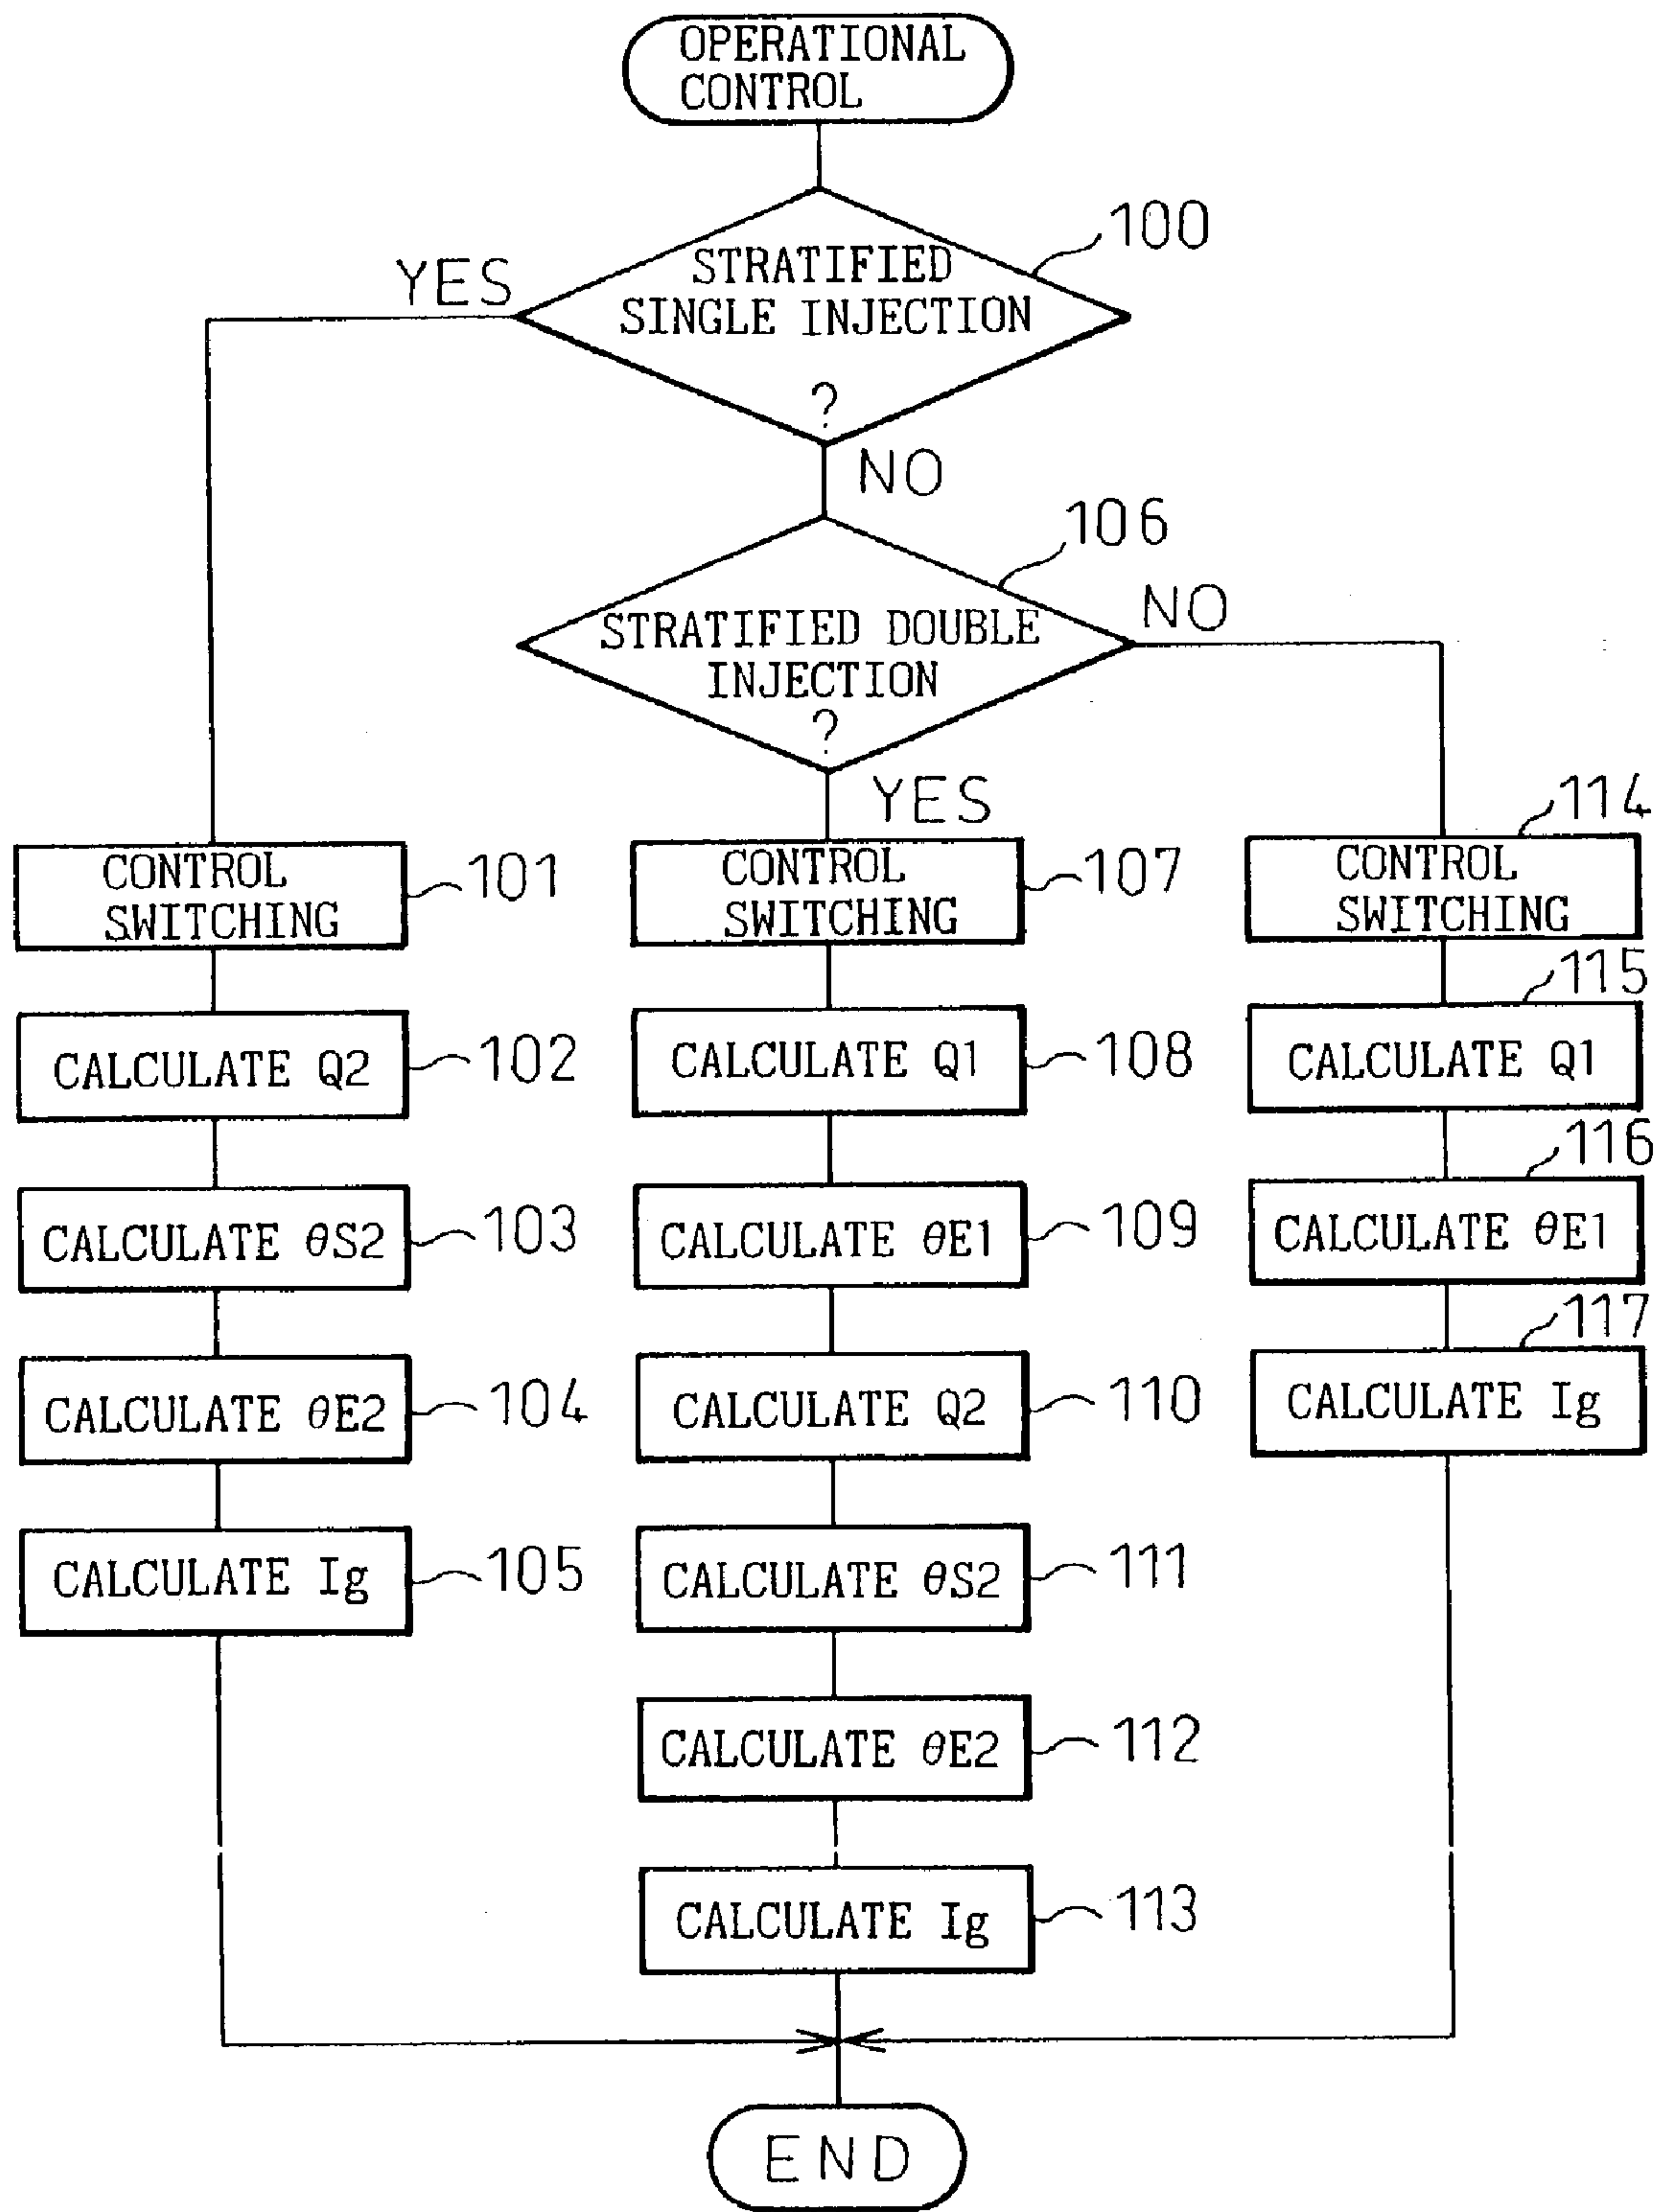 OPERATIONAL
CONTROL
100
YES
STRATIFIED
SINGLE INJECTION
?
NO
106
NO
STRATIFIED DOUBLE
INJECTION
?
YES
CONTROL
SWITCHING
101
CALCULATE Q2
102
CALCULATE θS2
103
CALCULATE θE2
104
CALCULATE Ig
105
CONTROL
SWITCHING
107
CALCULATE Q1
108
CALCULATE θE1
109
CALCULATE Q2
110
CALCULATE θS2
111
CALCULATE θE2
112
CALCULATE Ig
113
114
CONTROL
SWITCHING
115
CALCULATE Q1
116
CALCULATE θE1
117
CALCULATE Ig
END